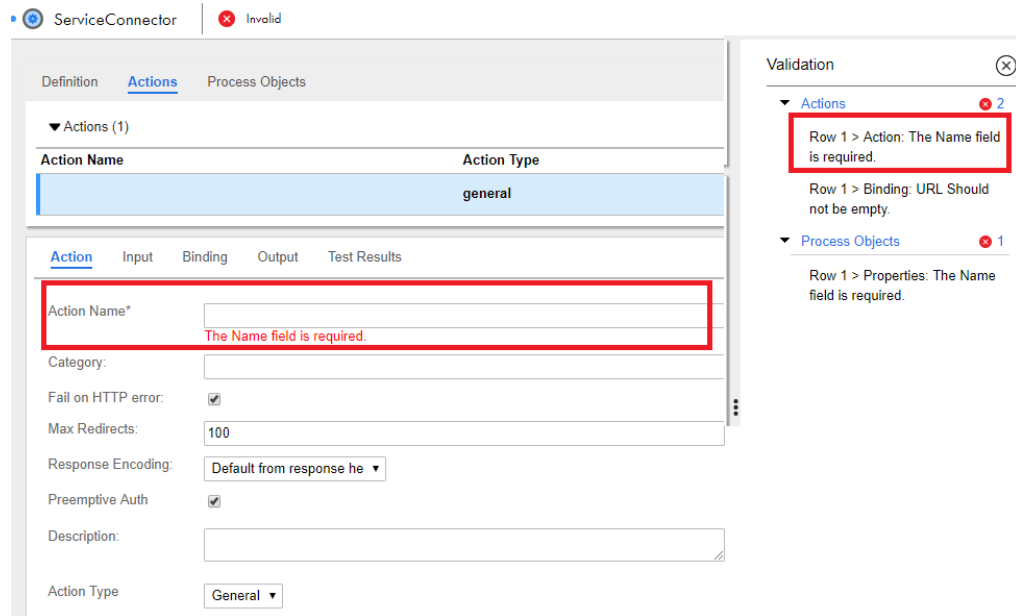 ServiceConnector
Invalid
Definition Actions Process Objects
Actions (1)
Action Name Action Type
general
Action Input Binding Output Test Results
Action Name*
The Name field is required.
Category:
Fail on HTTP error:
Max Redirects: 100
Response Encoding: Default from response he
Preemptive Auth
Description:
Action Type General
Validation
Actions 2
Row 1 > Action: The Name field
is required.
Row 1 > Binding: URL Should
not be empty.
Process Objects 1
Row 1 > Properties: The Name
field is required.